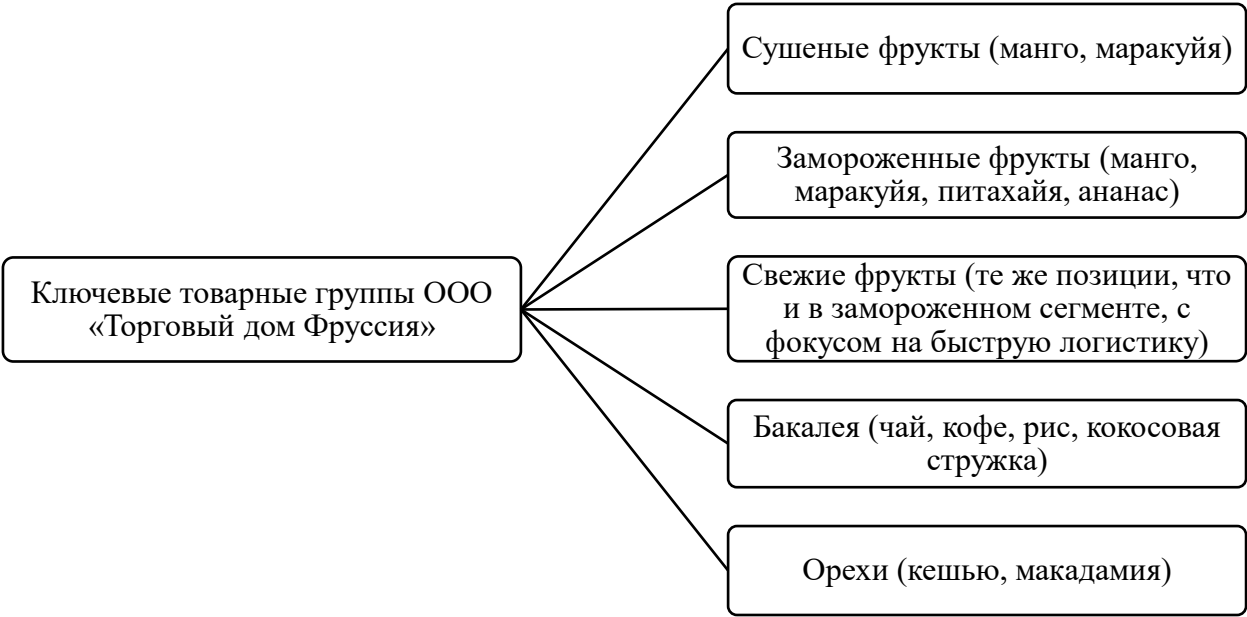 Ключевые товарные группы ООО
«Торговый дом Фруссия»
Сушеные фрукты (манго, маракуйя)
Замороженные фрукты (манго,
маракуйя, питахайя, ананас)
Свежие фрукты (те же позиции, что
и в замороженном сегменте, с
фокусом на быструю логистику)
Бакалея (чай, кофе, рис, кокосовая
стружка)
Орехи (кешью, макадамия)